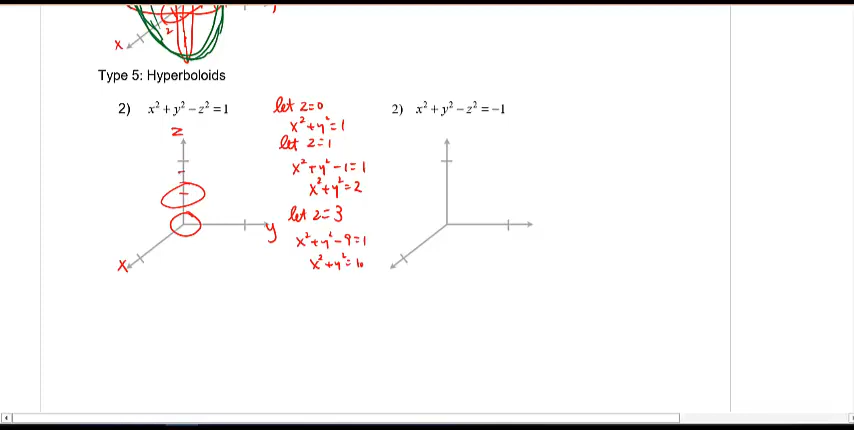 x
2
Type 5: Hyperboloids
2) x² + y² − z² = 1
let z=0
x²+y²=1
let z=1
x²+y²-1=1
x²+y²=2
let z=3
x²+y²-9=1
x²+y²=10
z
y
x
2) x² + y² − z² = −1